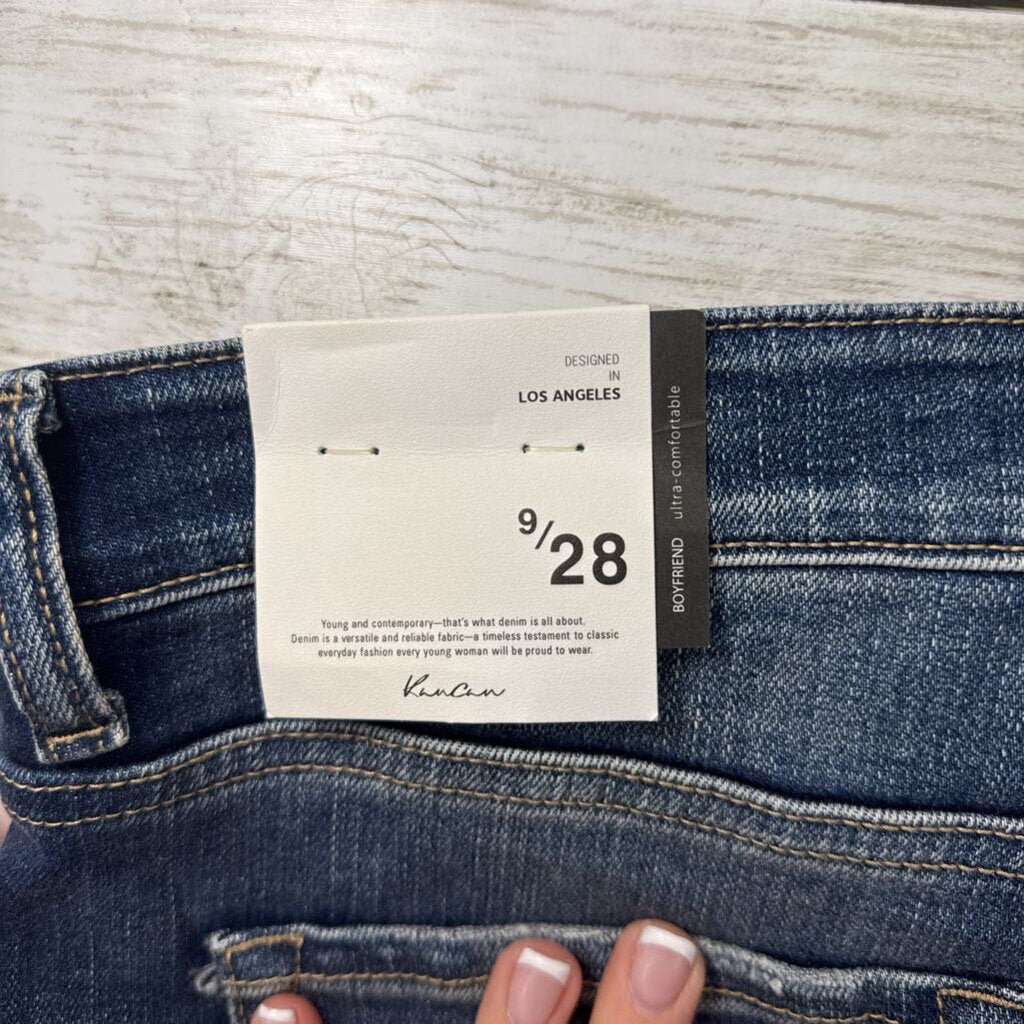 DESIGNED
IN
LOS ANGELES
9/28
Young and contemporary—that's what denim is all about.
Denim is a versatile and reliable fabric—a timeless testament to classic
everyday fashion every young woman will be proud to wear.
KanCan
BOYFRIEND ultra-comfortable